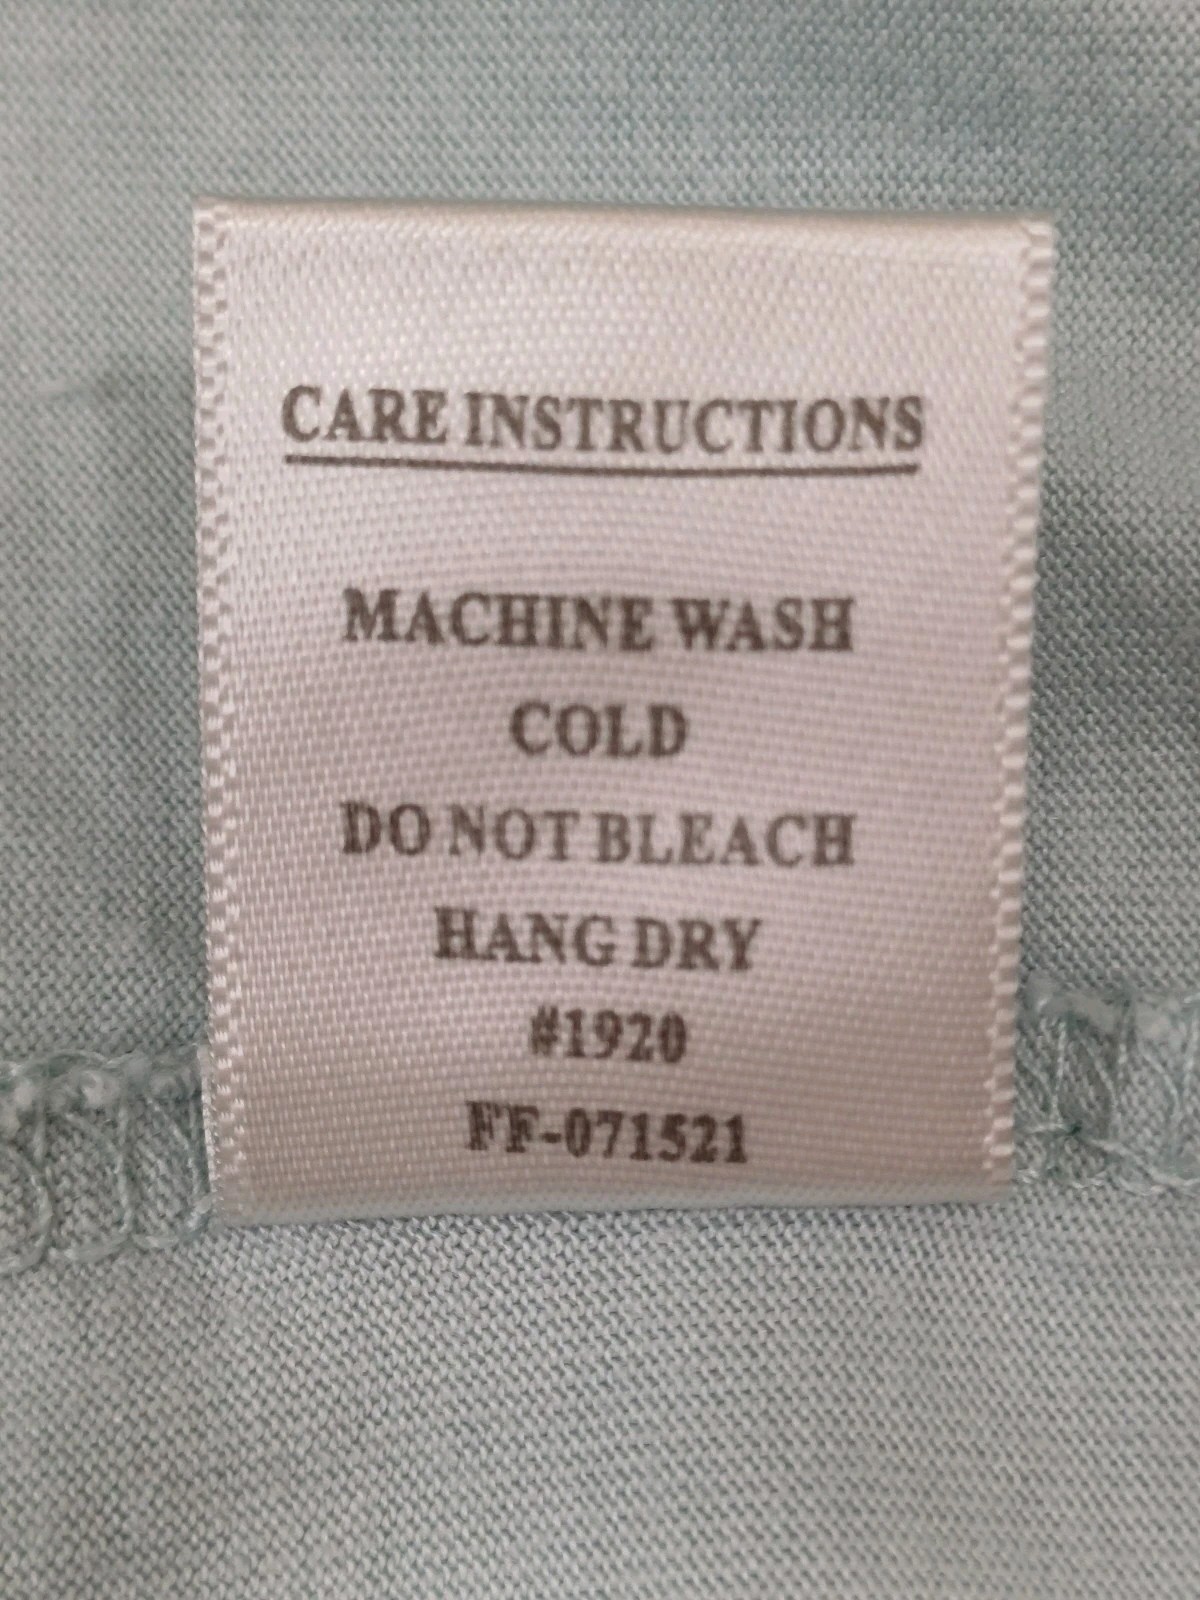 CARE INSTRUCTIONS
MACHINE WASH
COLD
DO NOT BLEACH
HANG DRY
#1920
FF-071521